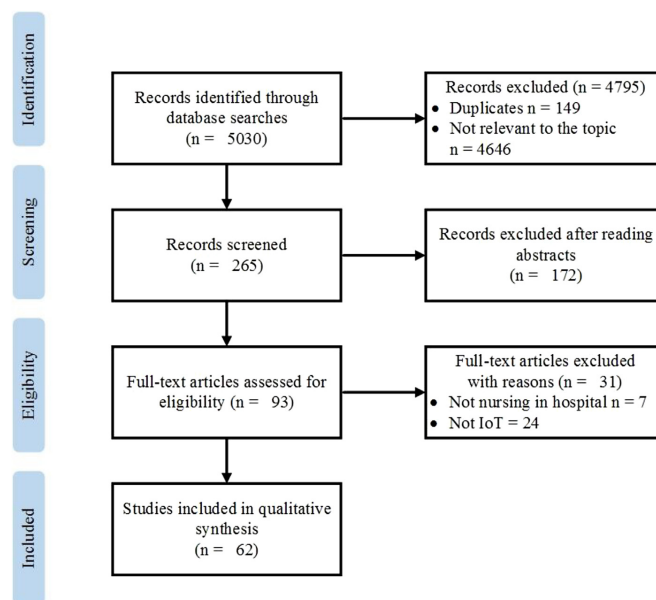 Identification
Records identified through
database searches
(n = 5030)
Records excluded (n = 4795)
• Duplicates n = 149
• Not relevant to the topic
n = 4646
Screening
Records screened
(n = 265)
Records excluded after reading
abstracts
(n = 172)
Eligibility
Full-text articles assessed for
eligibility (n = 93)
Full-text articles excluded
with reasons (n = 31)
• Not nursing in hospital n = 7
• Not IoT = 24
Included
Studies included in qualitative
synthesis
(n = 62)